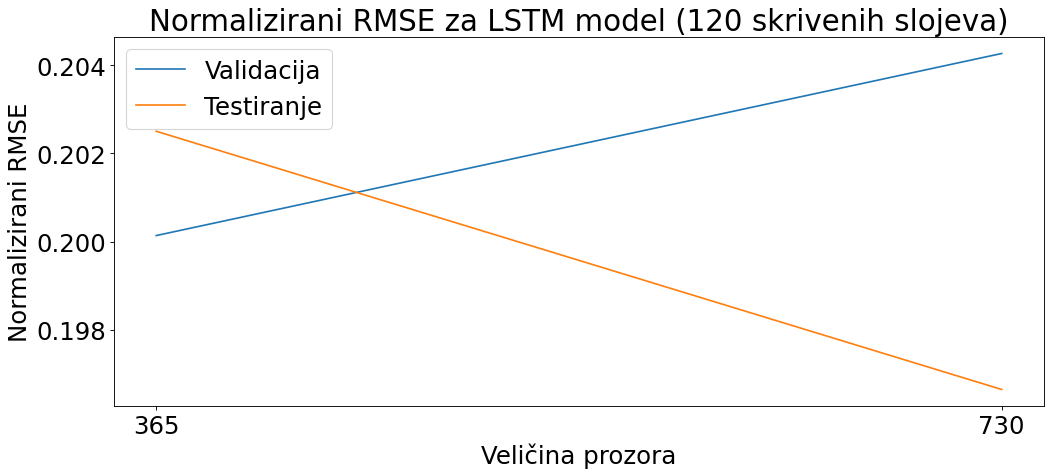 Normalizirani RMSE za LSTM model (120 skrivenih slojeva)
Validacija
Testiranje
Normalizirani RMSE
0.204
0.202
0.200
0.198
365
730
Veličina prozora